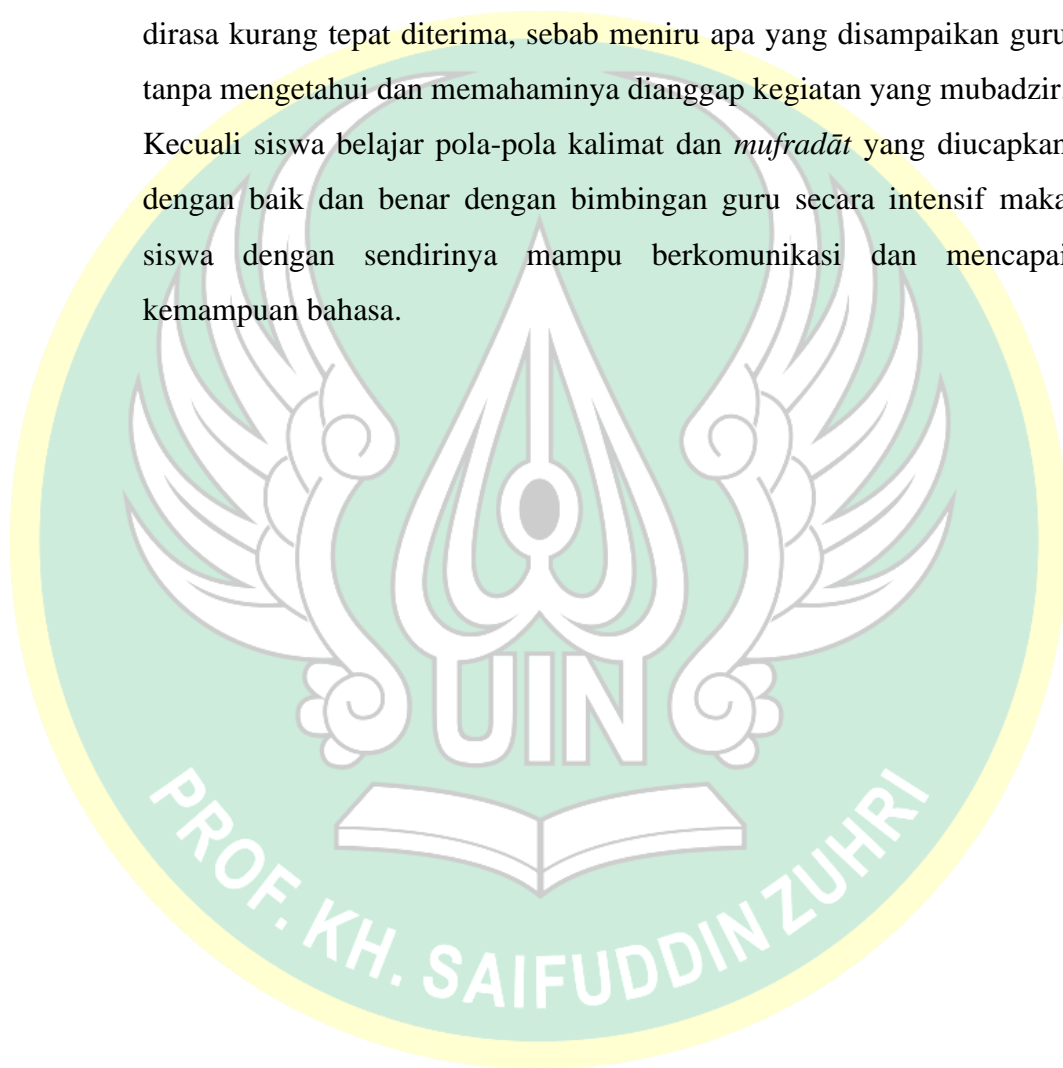 dirasa kurang tepat diterima, sebab meniru apa yang disampaikan guru
tanpa mengetahui dan memahaminya dianggap kegiatan yang mubadzir.
Kecuali siswa belajar pola-pola kalimat dan mufradāt yang diucapkan
dengan baik dan benar dengan bimbingan guru secara intensif maka
siswa dengan sendirinya mampu berkomunikasi dan mencapai
kemampuan bahasa.
UIN
PROF. KH. SAIFUDDIN ZUHRI